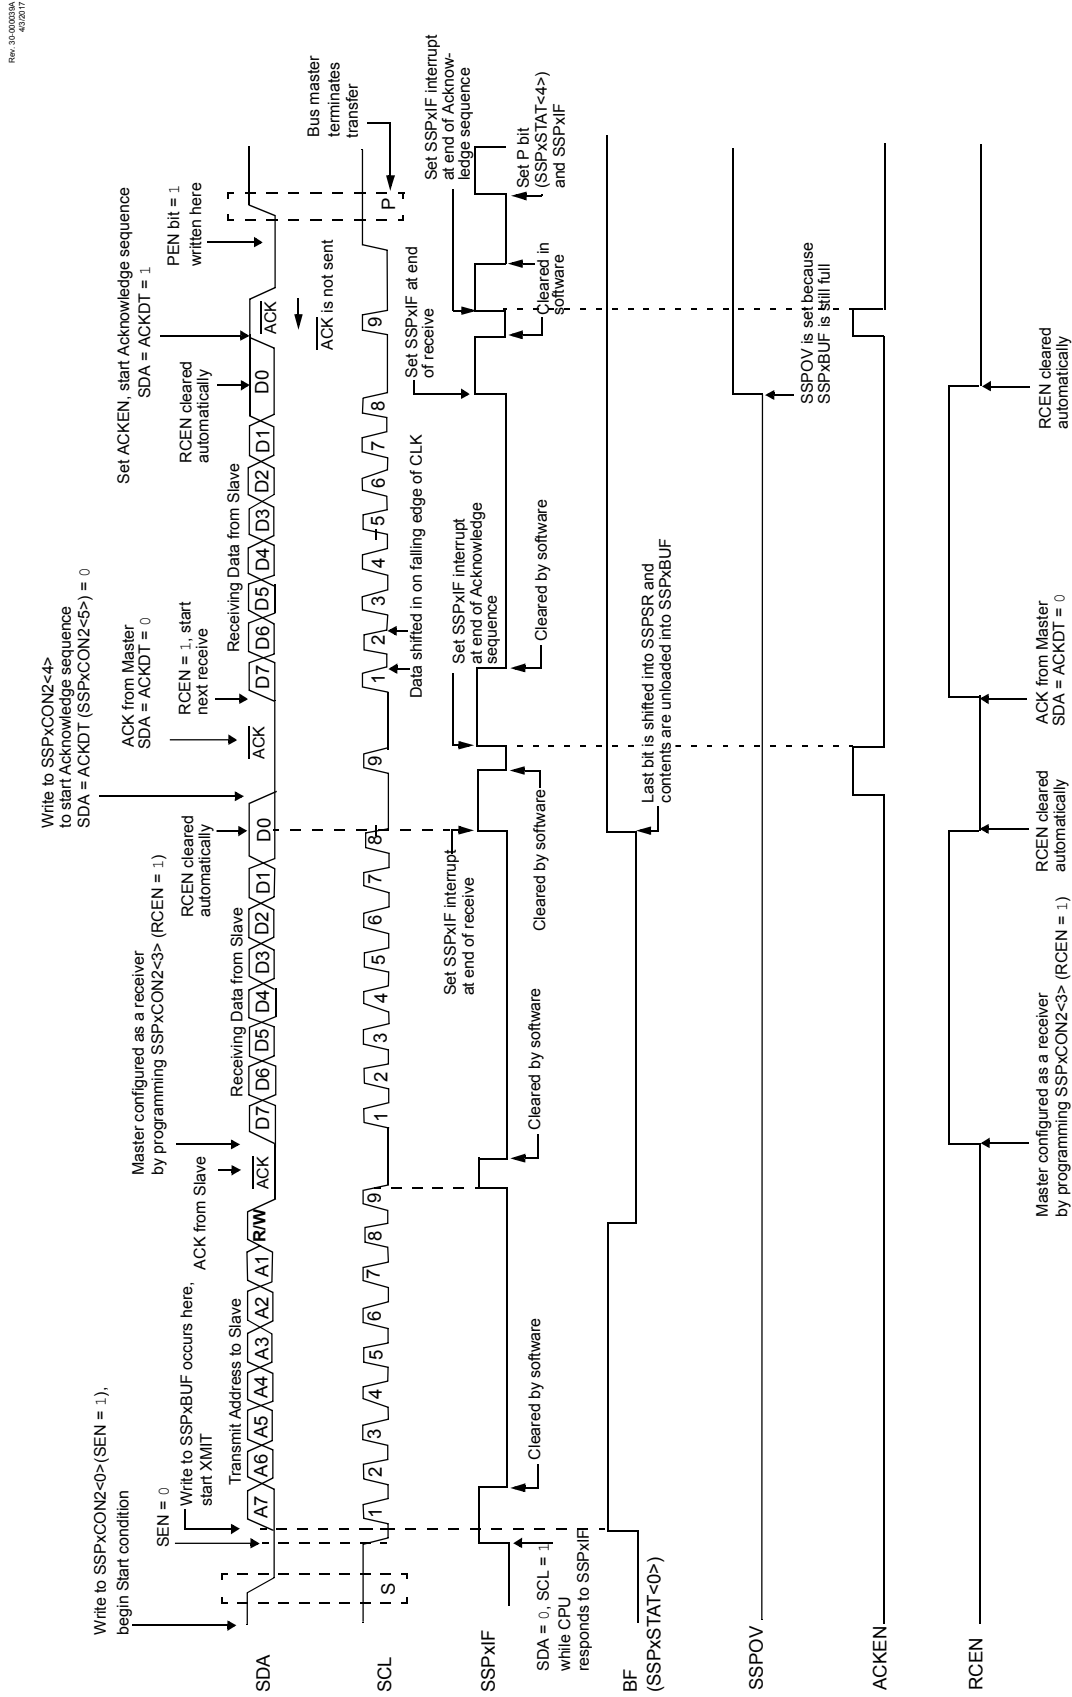 Rev. 30-000039A
4/3/2017
Write to SSPxCON2<0>(SEN = 1),
begin Start condition
SEN = 0
Write to SSPxBUF occurs here,
start XMIT
ACK from Slave
Master configured as a receiver
by programming SSPxCON2<3> (RCEN = 1)
RCEN cleared
automatically
Write to SSPxCON2<4>
to start Acknowledge sequence
SDA = ACKDT (SSPxCON2<5>) = 0
ACK from Master
SDA = ACKDT = 0
RCEN = 1, start
next receive
RCEN cleared
automatically
Set ACKEN, start Acknowledge sequence
SDA = ACKDT = 1
PEN bit = 1
written here
Transmit Address to Slave
Receiving Data from Slave
Receiving Data from Slave
SDA
A7 A6 A5 A4 A3 A2 A1 R/W ACK D7 D6 D5 D4 D3 D2 D1 D0 ACK D7 D6 D5 D4 D3 D2 D1 D0 ACK
ACK is not sent
Bus master
terminates
transfer
SCL
S 1 2 3 4 5 6 7 8 9 1 2 3 4 5 6 7 8 9 1 2 3 4 5 6 7 8 9 P
Data shifted in on falling edge of CLK
Set SSPxIF interrupt
at end of receive
Set SSPxIF interrupt
at end of Acknowledge
sequence
Set SSPxIF at end
of receive
Set SSPxIF interrupt
at end of Acknow-
ledge sequence
SSPxIF
SDA = 0, SCL = 1
while CPU
responds to SSPxIF
Cleared by software
Cleared by software
Cleared by software
Cleared by software
Cleared in
software
Set P bit
(SSPxSTAT<4>)
and SSPxIF
BF
(SSPxSTAT<0>)
Last bit is shifted into SSPSR and
contents are unloaded into SSPxBUF
SSPOV
SSPOV is set because
SSPxBUF is still full
ACKEN
RCEN
Master configured as a receiver
by programming SSPxCON2<3> (RCEN = 1)
RCEN cleared
automatically
ACK from Master
SDA = ACKDT = 0
RCEN cleared
automatically